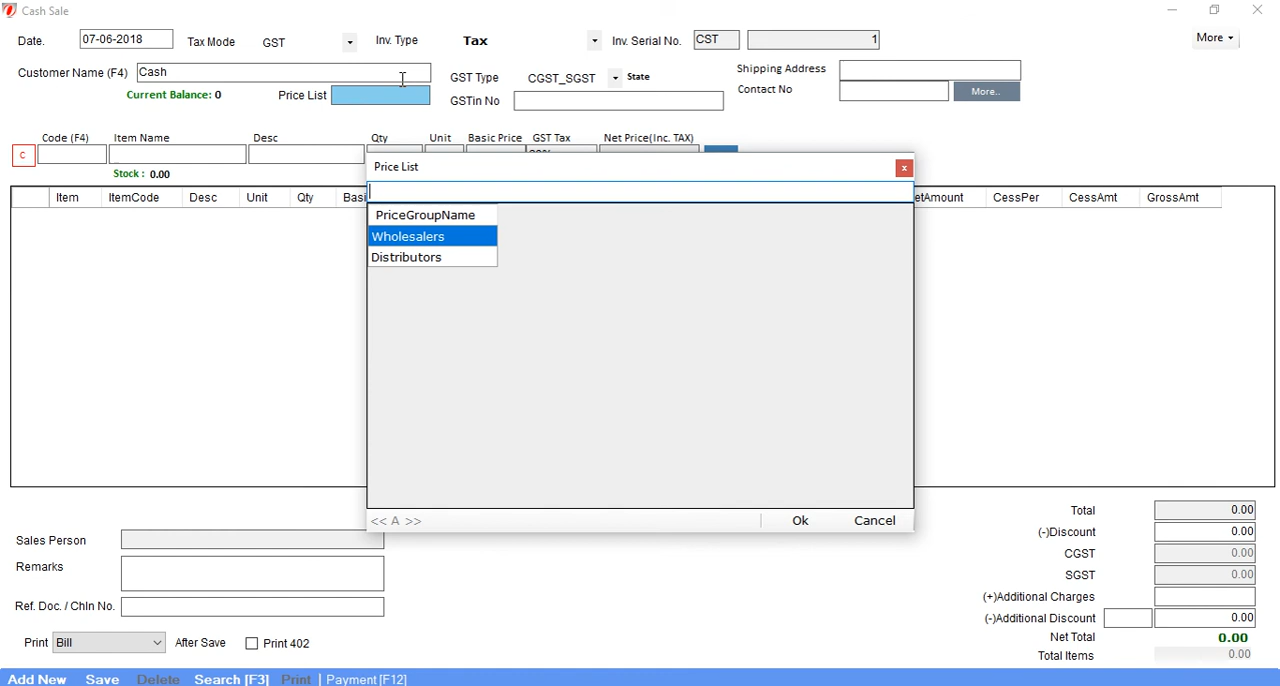 Cash Sale
Date. 07-06-2018 Tax Mode GST Inv. Type Tax Inv. Serial No. CST 1 More
Customer Name (F4) Cash GST Type CGST_SGST State Shipping Address
Current Balance: 0 Price List GSTin No Contact No More..
Code (F4) Item Name Desc Qty Unit Basic Price GST Tax Net Price(Inc. TAX)
C
Stock : 0.00
Price List x
Item ItemCode Desc Unit Qty Basi etAmount CessPer CessAmt GrossAmt
PriceGroupName
Wholesalers
Distributors
<< A >> Ok Cancel
Total 0.00
(-)Discount 0.00
CGST 0.00
SGST 0.00
(+)Additional Charges
(-)Additional Discount 0.00
Net Total 0.00
Total Items 0.00
Sales Person
Remarks
Ref. Doc. / Chln No.
Print Bill After Save Print 402
Add New Save Delete Search [F3] Print | Payment [F12]